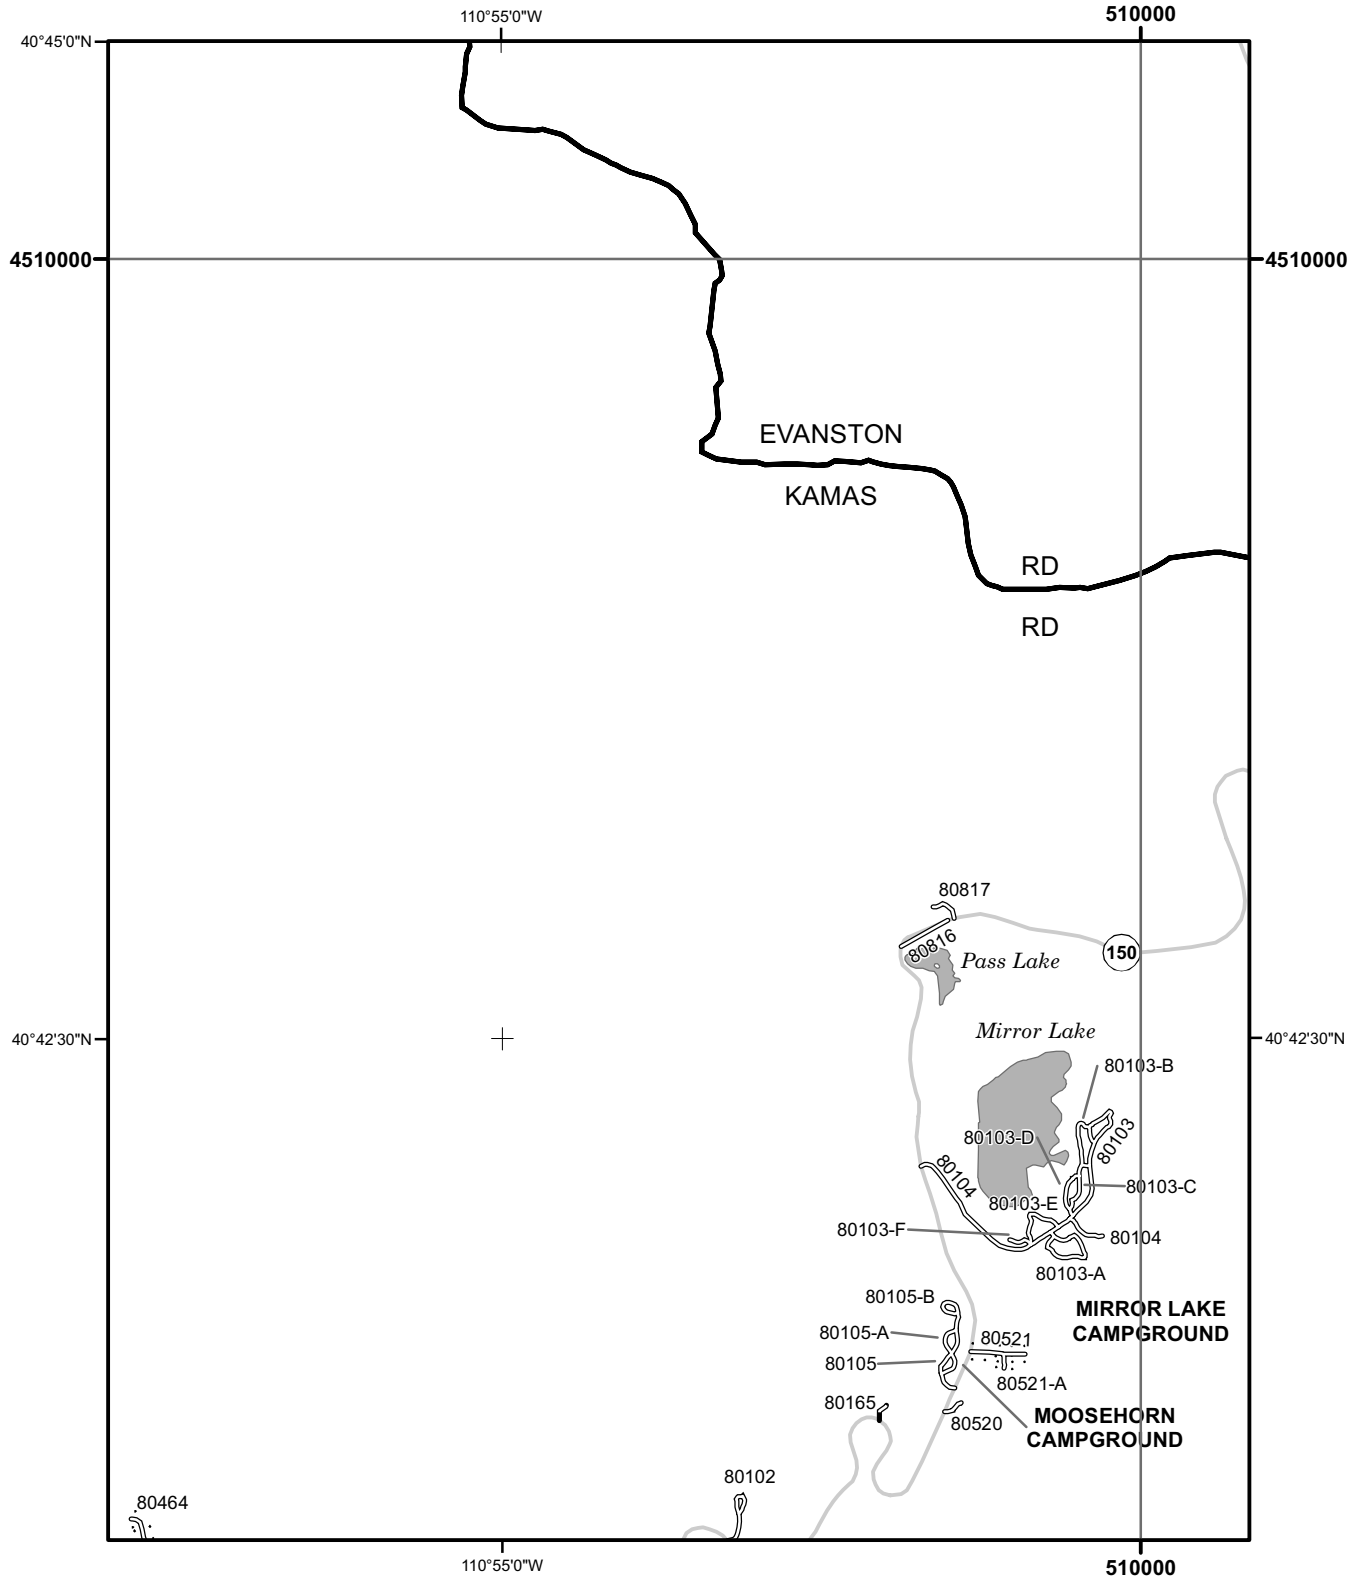 110°55'0"W
510000
40°45'0"N
4510000
4510000
EVANSTON
KAMAS
RD
RD
80817
80816
150
Pass Lake
Mirror Lake
40°42'30"N
40°42'30"N
80103-B
80103
80103-D
80104
80103-C
80103-E
80103-F
80104
80103-A
80105-B
MIRROR LAKE
CAMPGROUND
80105-A
80521
80105
80521-A
80165
MOOSEHORN
CAMPGROUND
80520
80102
80464
110°55'0"W
510000